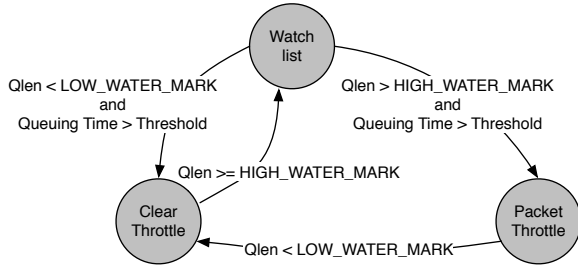 Watch
list
Qlen < LOW_WATER_MARK
and
Queuing Time > Threshold
Qlen > HIGH_WATER_MARK
and
Queuing Time > Threshold
Qlen >= HIGH_WATER_MARK
Clear
Throttle
Packet
Throttle
Qlen < LOW_WATER_MARK